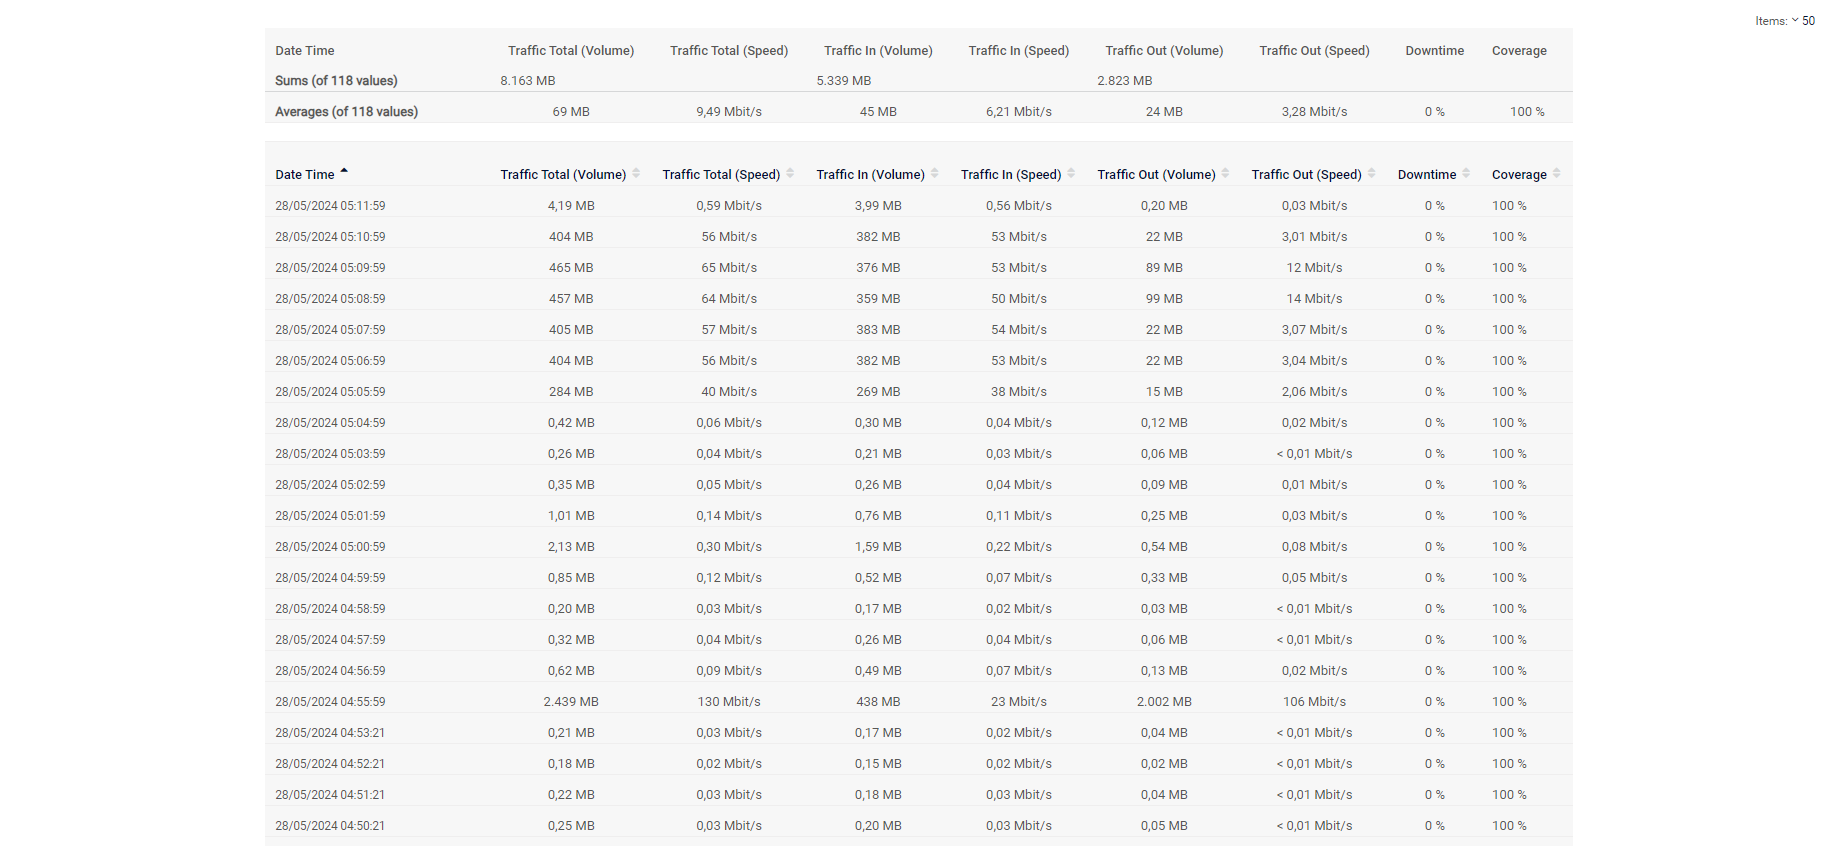 Items: 50
Date Time Traffic Total (Volume) Traffic Total (Speed) Traffic In (Volume) Traffic In (Speed) Traffic Out (Volume) Traffic Out (Speed) Downtime Coverage
Sums (of 118 values) 8.163 MB 5.339 MB 2.823 MB
Averages (of 118 values) 69 MB 9,49 Mbit/s 45 MB 6,21 Mbit/s 24 MB 3,28 Mbit/s 0 % 100 %
Date Time Traffic Total (Volume) Traffic Total (Speed) Traffic In (Volume) Traffic In (Speed) Traffic Out (Volume) Traffic Out (Speed) Downtime Coverage
28/05/2024 05:11:59 4,19 MB 0,59 Mbit/s 3,99 MB 0,56 Mbit/s 0,20 MB 0,03 Mbit/s 0 % 100 %
28/05/2024 05:10:59 404 MB 56 Mbit/s 382 MB 53 Mbit/s 22 MB 3,01 Mbit/s 0 % 100 %
28/05/2024 05:09:59 465 MB 65 Mbit/s 376 MB 53 Mbit/s 89 MB 12 Mbit/s 0 % 100 %
28/05/2024 05:08:59 457 MB 64 Mbit/s 359 MB 50 Mbit/s 99 MB 14 Mbit/s 0 % 100 %
28/05/2024 05:07:59 405 MB 57 Mbit/s 383 MB 54 Mbit/s 22 MB 3,07 Mbit/s 0 % 100 %
28/05/2024 05:06:59 404 MB 56 Mbit/s 382 MB 53 Mbit/s 22 MB 3,04 Mbit/s 0 % 100 %
28/05/2024 05:05:59 284 MB 40 Mbit/s 269 MB 38 Mbit/s 15 MB 2,06 Mbit/s 0 % 100 %
28/05/2024 05:04:59 0,42 MB 0,06 Mbit/s 0,30 MB 0,04 Mbit/s 0,12 MB 0,02 Mbit/s 0 % 100 %
28/05/2024 05:03:59 0,26 MB 0,04 Mbit/s 0,21 MB 0,03 Mbit/s 0,06 MB < 0,01 Mbit/s 0 % 100 %
28/05/2024 05:02:59 0,35 MB 0,05 Mbit/s 0,26 MB 0,04 Mbit/s 0,09 MB 0,01 Mbit/s 0 % 100 %
28/05/2024 05:01:59 1,01 MB 0,14 Mbit/s 0,76 MB 0,11 Mbit/s 0,25 MB 0,03 Mbit/s 0 % 100 %
28/05/2024 05:00:59 2,13 MB 0,30 Mbit/s 1,59 MB 0,22 Mbit/s 0,54 MB 0,08 Mbit/s 0 % 100 %
28/05/2024 04:59:59 0,85 MB 0,12 Mbit/s 0,52 MB 0,07 Mbit/s 0,33 MB 0,05 Mbit/s 0 % 100 %
28/05/2024 04:58:59 0,20 MB 0,03 Mbit/s 0,17 MB 0,02 Mbit/s 0,03 MB < 0,01 Mbit/s 0 % 100 %
28/05/2024 04:57:59 0,32 MB 0,04 Mbit/s 0,26 MB 0,04 Mbit/s 0,06 MB < 0,01 Mbit/s 0 % 100 %
28/05/2024 04:56:59 0,62 MB 0,09 Mbit/s 0,49 MB 0,07 Mbit/s 0,13 MB 0,02 Mbit/s 0 % 100 %
28/05/2024 04:55:59 2.439 MB 130 Mbit/s 438 MB 23 Mbit/s 2.002 MB 106 Mbit/s 0 % 100 %
28/05/2024 04:53:21 0,21 MB 0,03 Mbit/s 0,17 MB 0,02 Mbit/s 0,04 MB < 0,01 Mbit/s 0 % 100 %
28/05/2024 04:52:21 0,18 MB 0,02 Mbit/s 0,15 MB 0,02 Mbit/s 0,02 MB < 0,01 Mbit/s 0 % 100 %
28/05/2024 04:51:21 0,22 MB 0,03 Mbit/s 0,18 MB 0,03 Mbit/s 0,04 MB < 0,01 Mbit/s 0 % 100 %
28/05/2024 04:50:21 0,25 MB 0,03 Mbit/s 0,20 MB 0,03 Mbit/s 0,05 MB < 0,01 Mbit/s 0 % 100 %